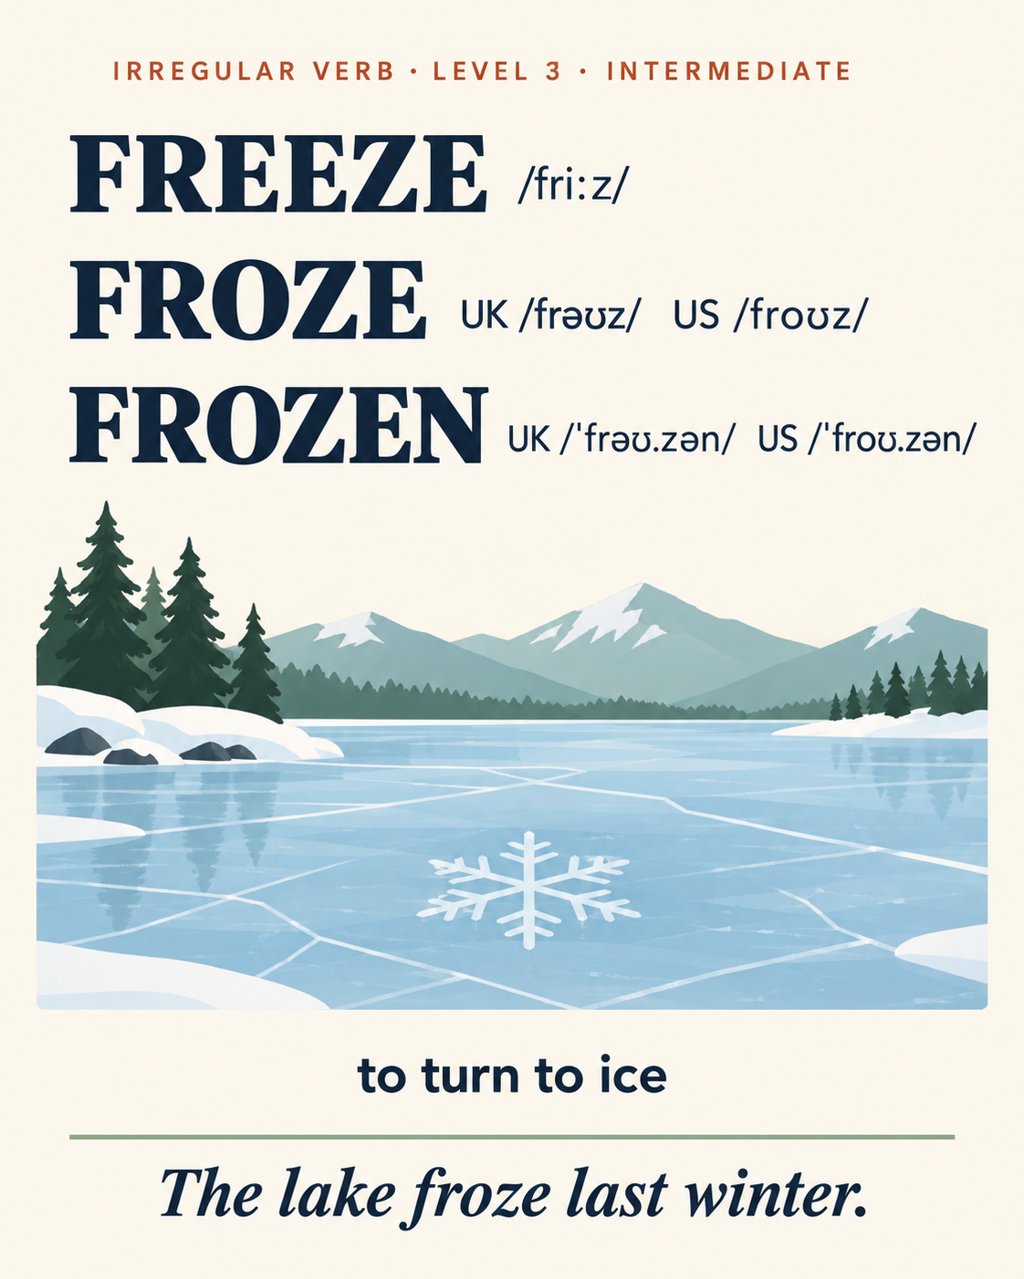 IRREGULAR VERB · LEVEL 3 · INTERMEDIATE
FREEZE /friːz/
FROZE UK /frəʊz/ US /froʊz/
FROZEN UK /ˈfrəʊ.zən/ US /ˈfroʊ.zən/
to turn to ice
The lake froze last winter.